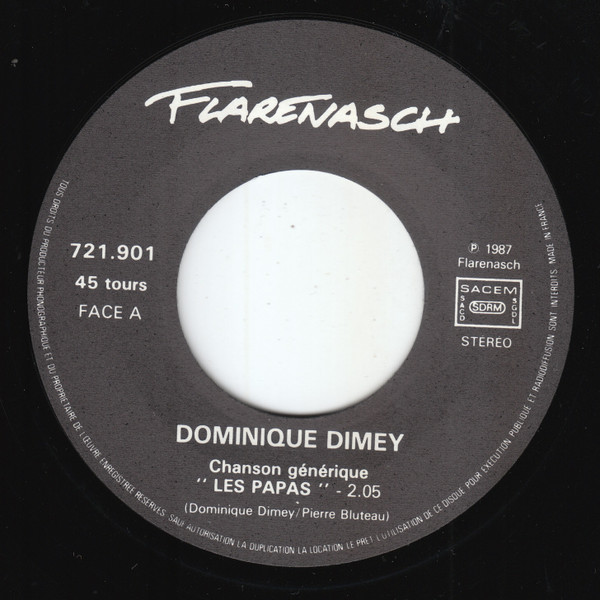 FLARENASCH
721.901
45 tours
FACE A
℗ 1987
Flarenasch
SACEM
SACD
SDRM
SGDL
STEREO
DOMINIQUE DIMEY
Chanson générique
" LES PAPAS " - 2.05
(Dominique Dimey/Pierre Bluteau)
TOUS DROITS DU PRODUCTEUR PHONOGRAPHIQUE ET DU PROPRIETAIRE DE L'ŒUVRE ENREGISTREE RESERVES. SAUF AUTORISATION LA DUPLICATION LA LOCATION LE PRET L'UTILISATION DE CE DISQUE POUR EXECUTION PUBLIQUE ET RADIODIFFUSION SONT INTERDITS. MADE IN FRANCE